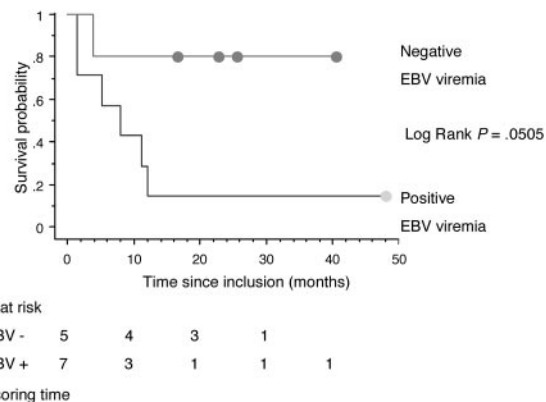 1
.8
.6
.4
.2
0
Survival probability
0 10 20 30 40 50
Time since inclusion (months)
Negative
EBV viremia
Log Rank P = .0505
Positive
EBV viremia
at risk
BV - 5 4 3 1
BV + 7 3 1 1 1
oring time